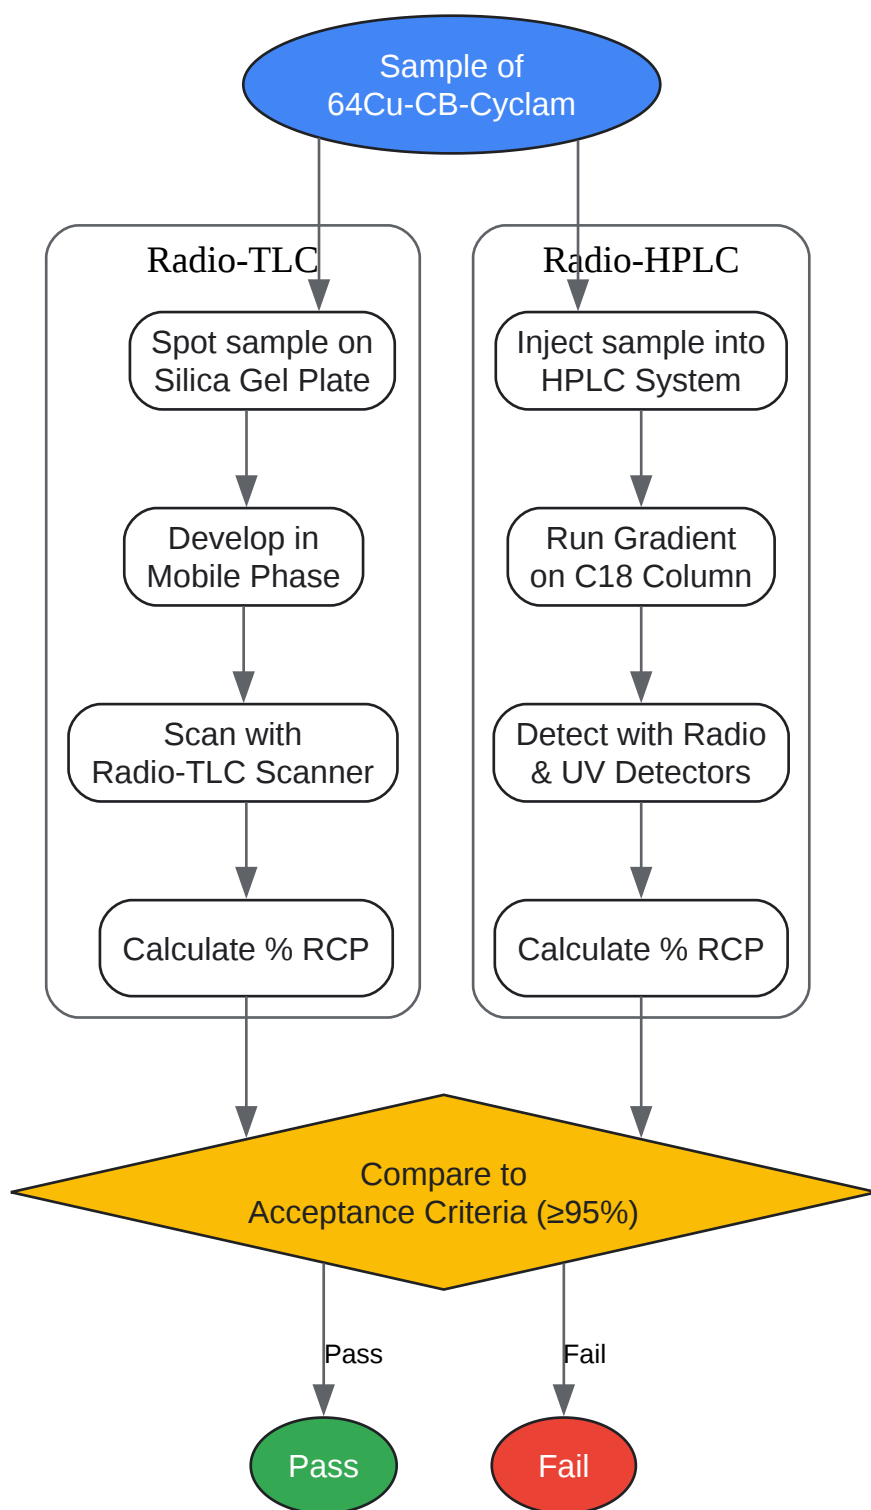 Sample of
64Cu-CB-Cyclam
Radio-TLC
Spot sample on
Silica Gel Plate
Develop in
Mobile Phase
Scan with
Radio-TLC Scanner
Calculate % RCP
Radio-HPLC
Inject sample into
HPLC System
Run Gradient
on C18 Column
Detect with Radio
& UV Detectors
Calculate % RCP
Compare to
Acceptance Criteria (≥95%)
Pass
Fail
Pass
Fail